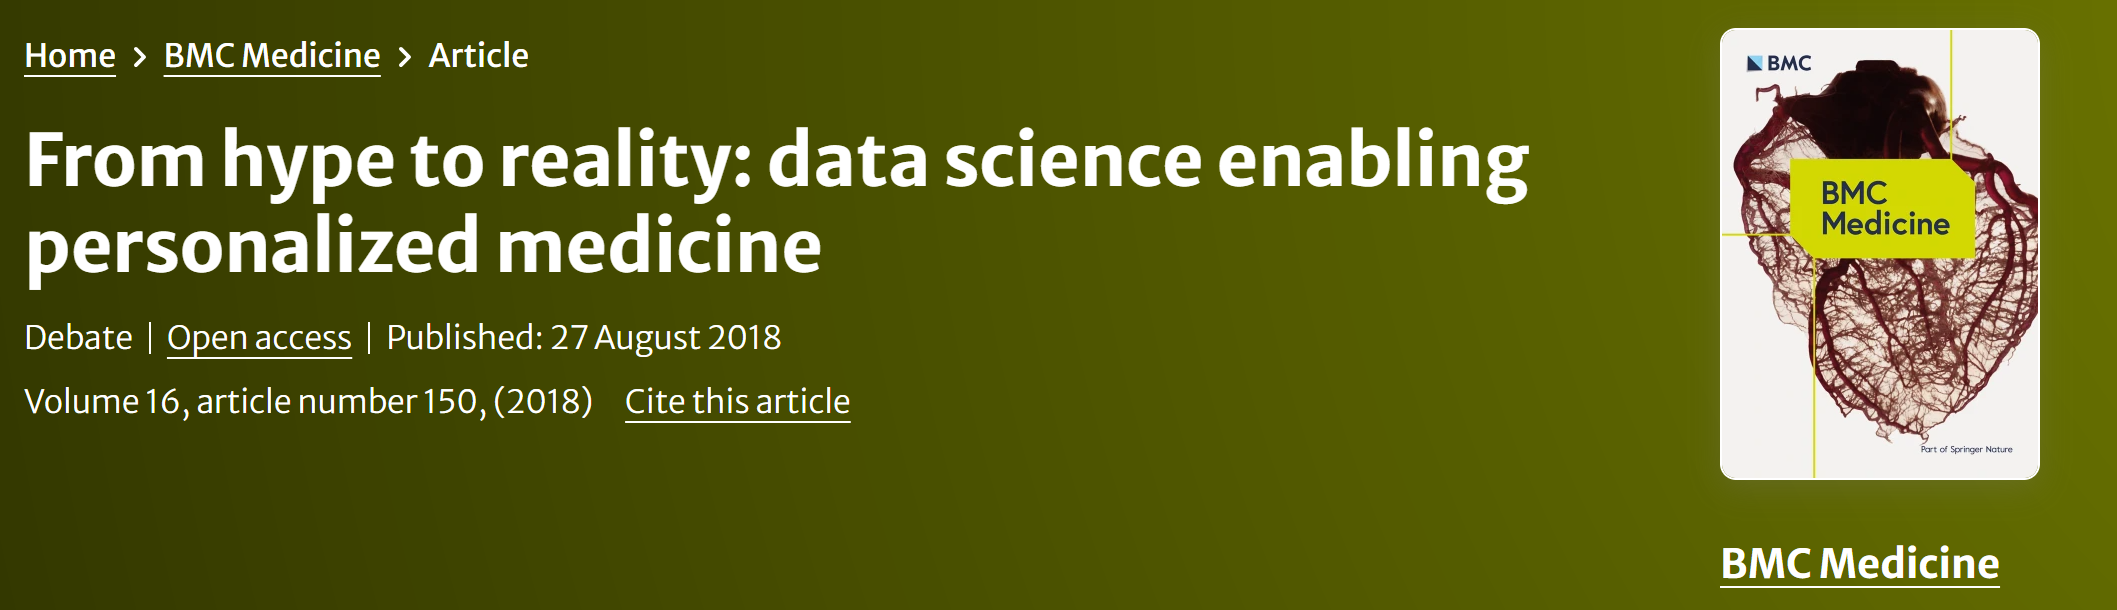 Home > BMC Medicine > Article
From hype to reality: data science enabling
personalized medicine
Debate | Open access | Published: 27 August 2018
Volume 16, article number 150, (2018) Cite this article
BMC
BMC
Medicine
Part of Springer Nature
BMC Medicine